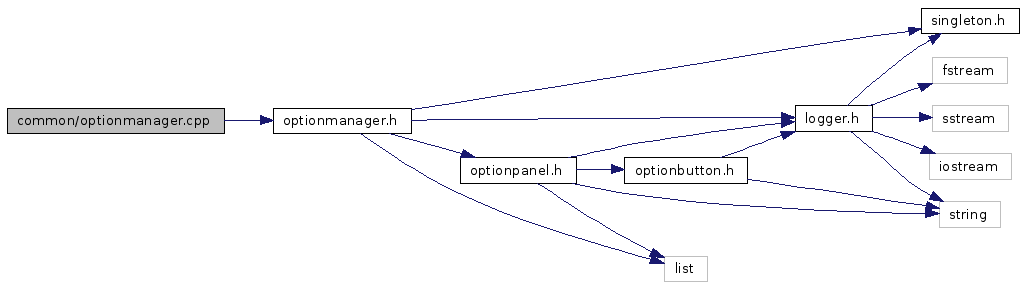 singleton.h
fstream
common/optionmanager.cpp
optionmanager.h
logger.h
sstream
optionpanel.h
optionbutton.h
iostream
string
list